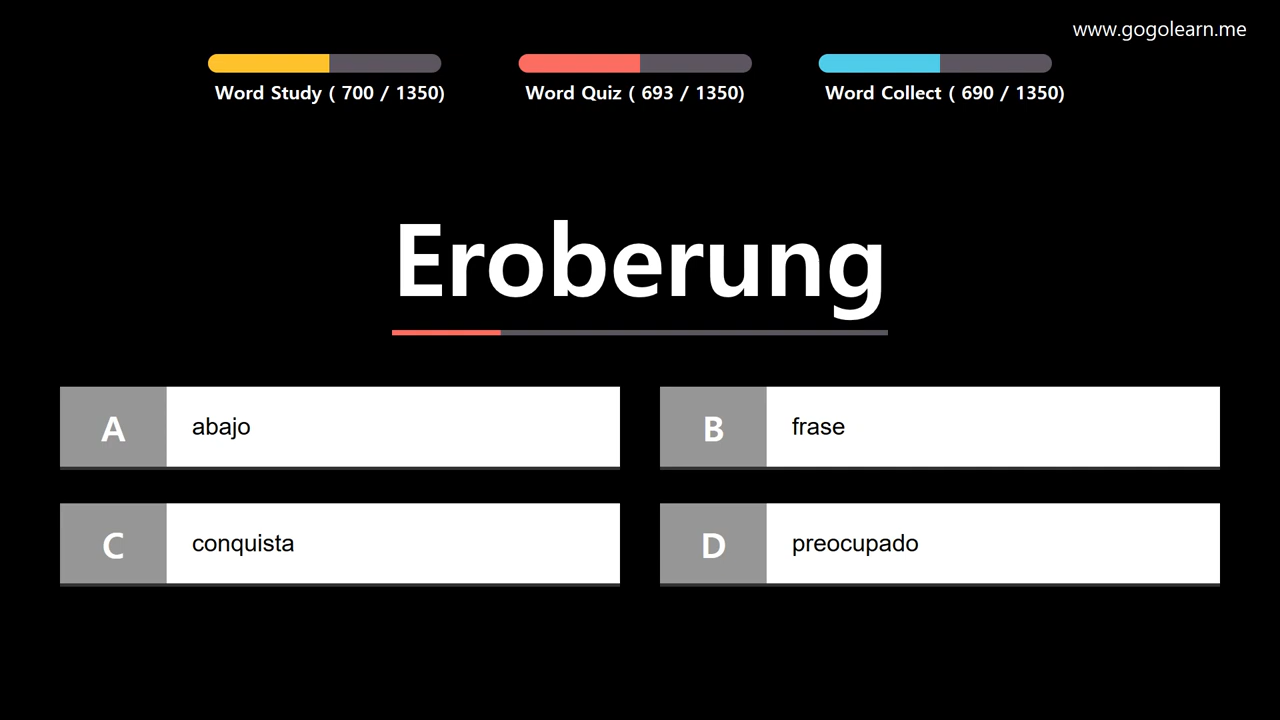 www.gogolearn.me
Word Study ( 700 / 1350)
Word Quiz ( 693 / 1350)
Word Collect ( 690 / 1350)
Eroberung
A
abajo
B
frase
C
conquista
D
preocupado